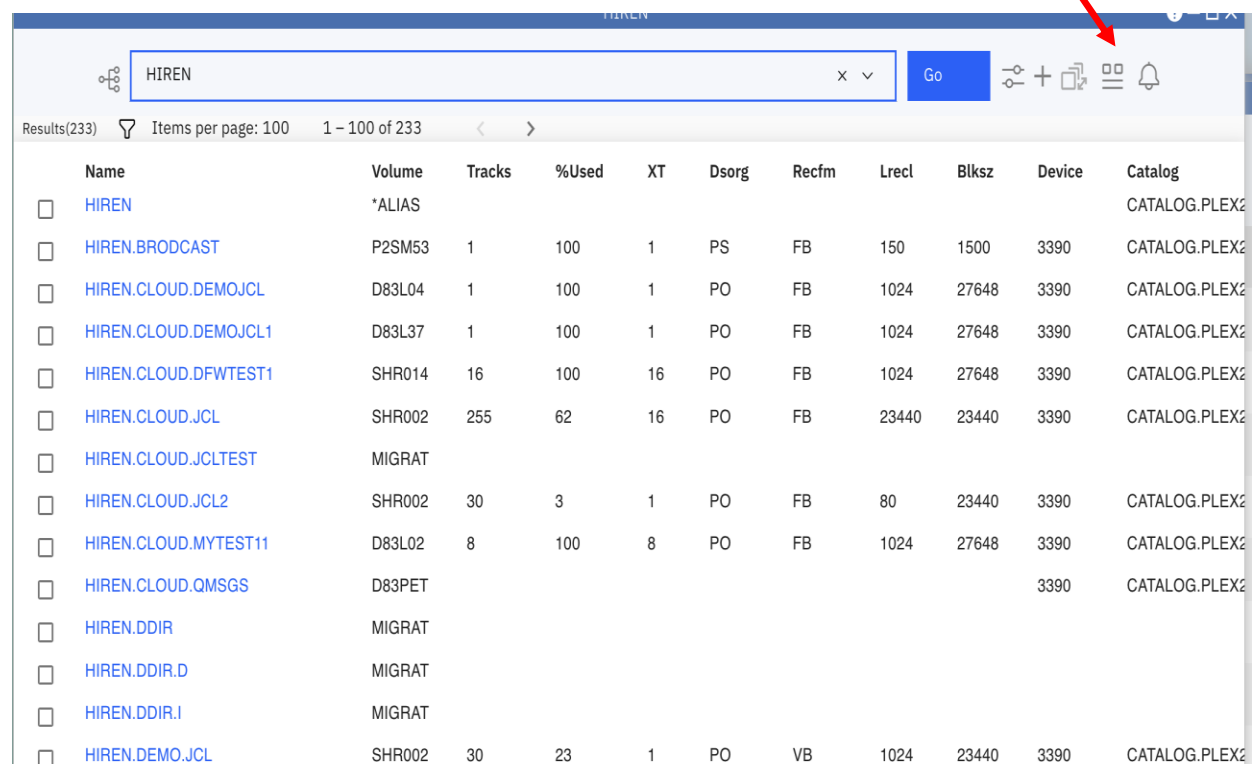 HIREN
HIREN X Go
Results(233) Items per page: 100 1 – 100 of 233
Name Volume Tracks %Used XT Dsorg Recfm Lrecl Blksz Device Catalog
HIREN *ALIAS CATALOG.PLEX2
HIREN.BRODCAST P2SM53 1 100 1 PS FB 150 1500 3390 CATALOG.PLEX2
HIREN.CLOUD.DEMOJCL D83L04 1 100 1 PO FB 1024 27648 3390 CATALOG.PLEX2
HIREN.CLOUD.DEMOJCL1 D83L37 1 100 1 PO FB 1024 27648 3390 CATALOG.PLEX2
HIREN.CLOUD.DFWTEST1 SHR014 16 100 16 PO FB 1024 27648 3390 CATALOG.PLEX2
HIREN.CLOUD.JCL SHR002 255 62 16 PO FB 23440 23440 3390 CATALOG.PLEX2
HIREN.CLOUD.JCLTEST MIGRAT
HIREN.CLOUD.JCL2 SHR002 30 3 1 PO FB 80 23440 3390 CATALOG.PLEX2
HIREN.CLOUD.MYTEST11 D83L02 8 100 8 PO FB 1024 27648 3390 CATALOG.PLEX2
HIREN.CLOUD.QMSGS D83PET 3390 CATALOG.PLEX2
HIREN.DDIR MIGRAT
HIREN.DDIR.D MIGRAT
HIREN.DDIR.I MIGRAT
HIREN.DEMO.JCL SHR002 30 23 1 PO VB 1024 23440 3390 CATALOG.PLEX2